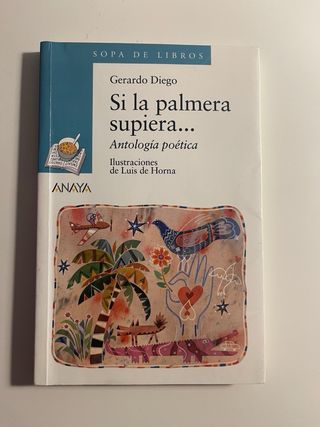 SOPA DE LIBROS
Gerardo Diego
Si la palmera
supiera...
Antología poética
Ilustraciones
de Luis de Horna
ANAYA